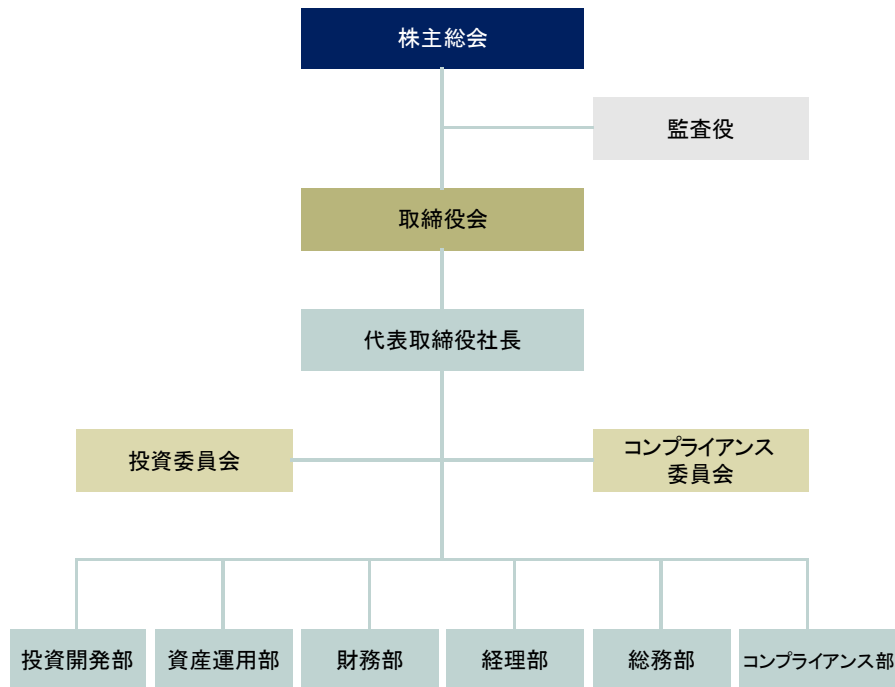 株主総会
監査役
取締役会
代表取締役社長
投資委員会
コンプライアンス
委員会
投資開発部
資産運用部
財務部
経理部
総務部
コンプライアンス部